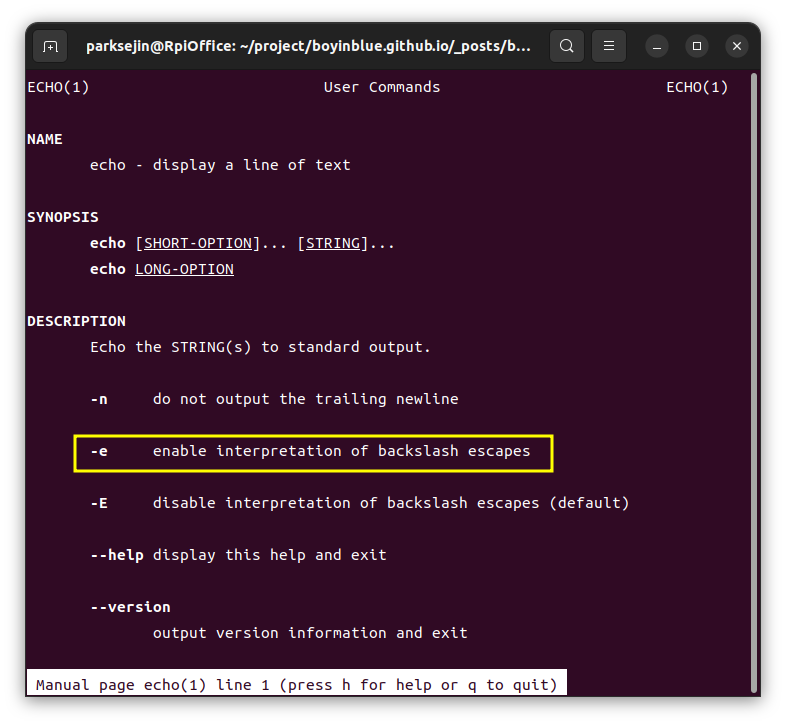 parksejin@RpiOffice: ~/project/boyinblue.github.io/_posts/b...
ECHO(1) User Commands ECHO(1)
NAME
echo - display a line of text
SYNOPSIS
echo [SHORT-OPTION]... [STRING]...
echo LONG-OPTION
DESCRIPTION
Echo the STRING(s) to standard output.
-n do not output the trailing newline
-e enable interpretation of backslash escapes
-E disable interpretation of backslash escapes (default)
--help display this help and exit
--version
output version information and exit
Manual page echo(1) line 1 (press h for help or q to quit)